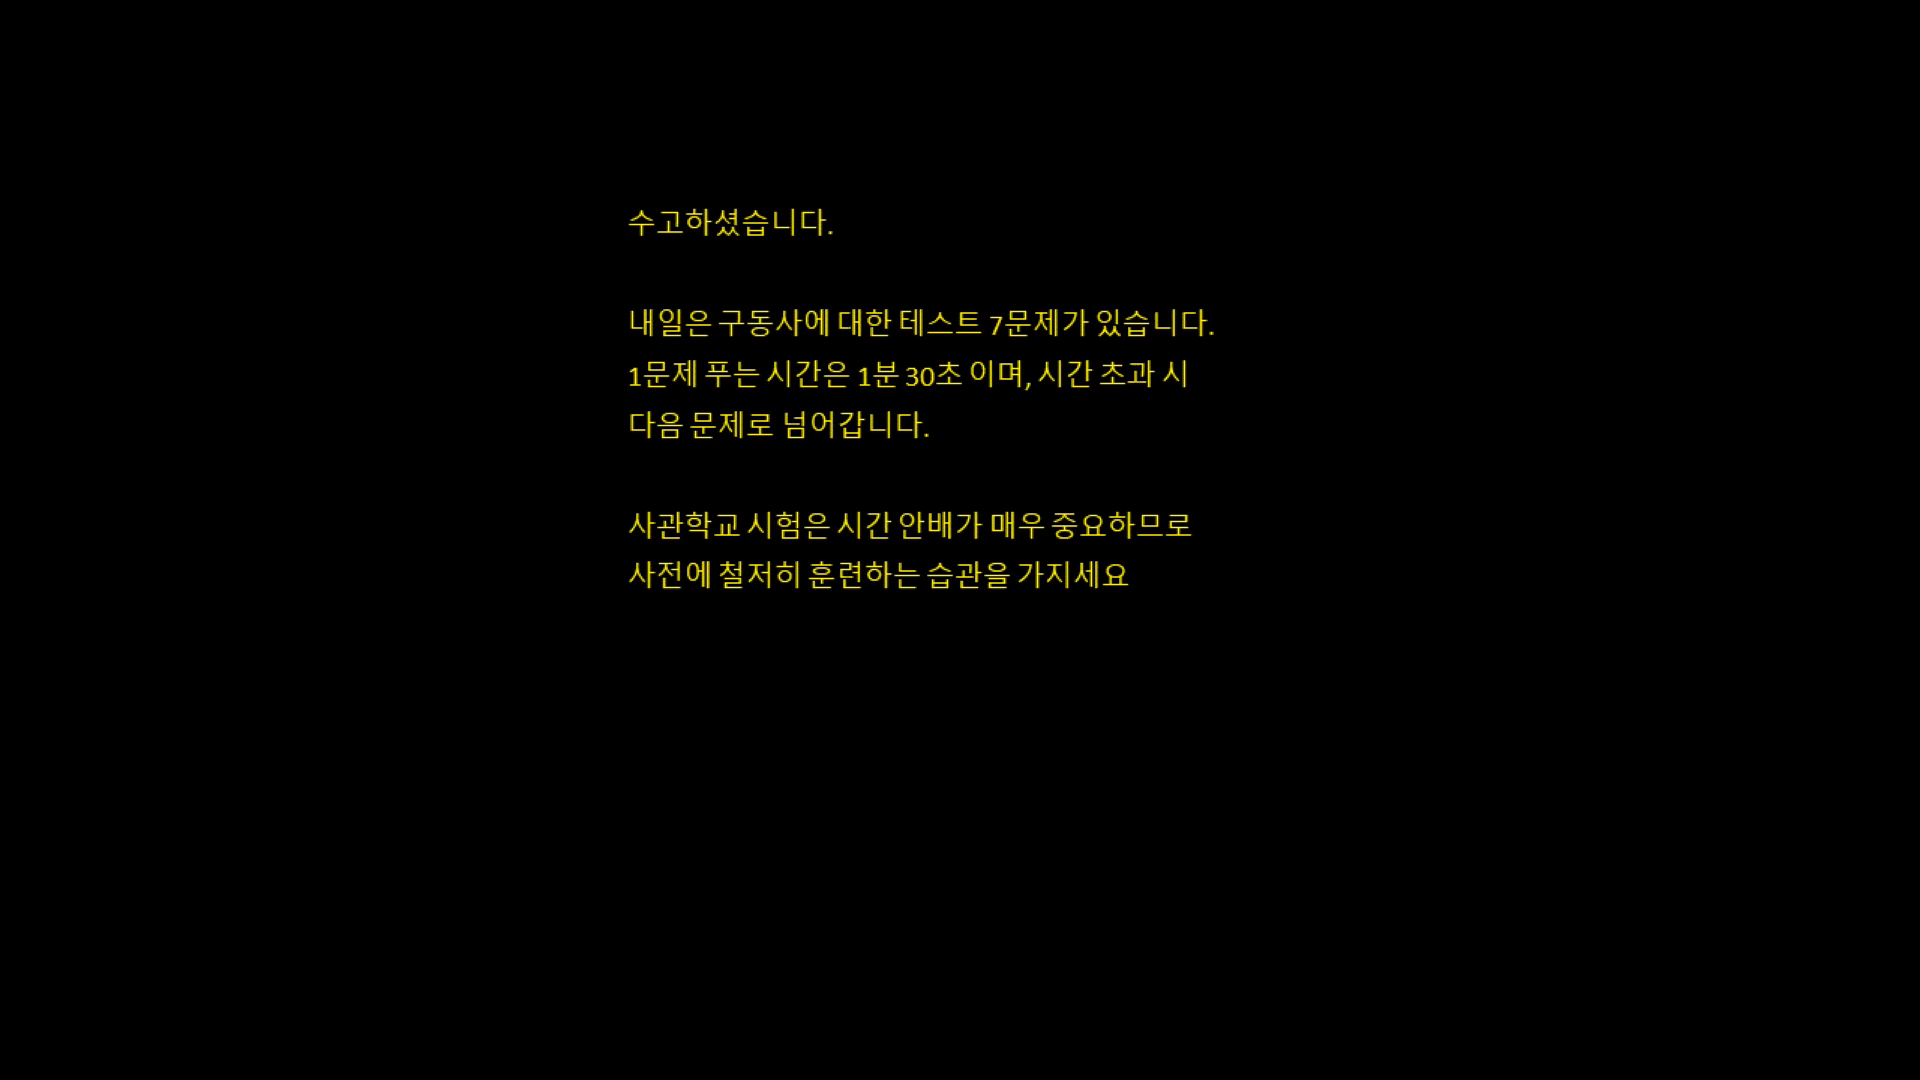 수고하셨습니다.
내일은 구동사에 대한 테스트 7문제가 있습니다.
1문제 푸는 시간은 1분 30초 이며, 시간 초과 시
다음 문제로 넘어갑니다.
사관학교 시험은 시간 안배가 매우 중요하므로
사전에 철저히 훈련하는 습관을 가지세요